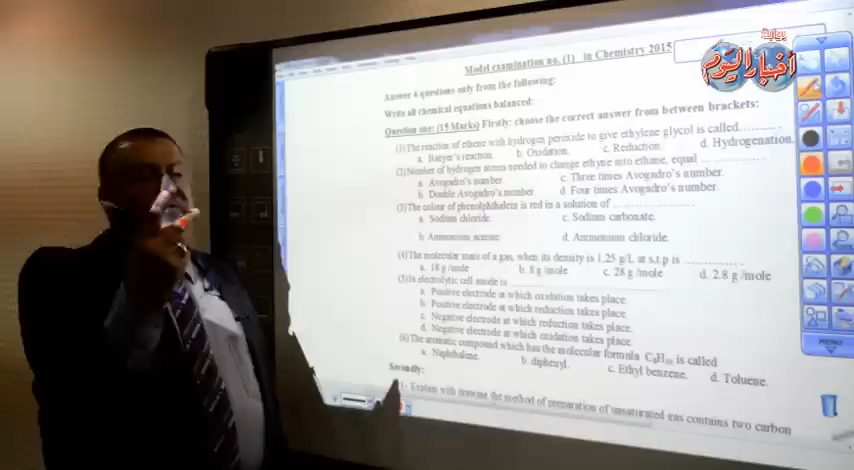 بوابة
أخبار اليوم
Model examination no. (1) in Chemistry 2015
Answer 4 questions only from the following:
Write all chemical equations balanced:
Question one: (15 Marks) Firstly: choose the correct answer from between brackets:
(1) The reaction of ethene with hydrogen peroxide to give ethylene glycol is called...........
a. Baeyer's reaction. b. Oxidation. c. Reduction. d. Hydrogenation.
(2) Number of hydrogen atoms needed to change ethyne into ethane, equal ................
a. Avogadro's number c. Three times Avogadro's number.
b. Double Avogadro's number d. Four times Avogadro's number.
(3) The colour of phenolphthalein is red in a solution of ......................
a. Sodium chloride. c. Sodium carbonate.
b. Ammonium acetate. d. Ammonium chloride.
(4) The molecular mass of a gas, when its density is 1.25 g/L at s.t.p is ...............
a. 18 g /mole b. 8 g /mole c. 28 g /mole d. 2.8 g /mole
(5) In electrolytic cell anode is ........................................
a. Positive electrode at which oxidation takes place.
b. Positive electrode at which reduction takes place.
c. Negative electrode at which reduction takes place.
d. Negative electrode at which oxidation takes place.
(6) The aromatic compound which has the molecular formula C₈H₁₀ is called
a. Naphthalene. b. diphenyl. c. Ethyl benzene. d. Toluene.
Secondly:
1- Explain with drawing the method of preparation of unsaturated gas contains two carbon
MENU